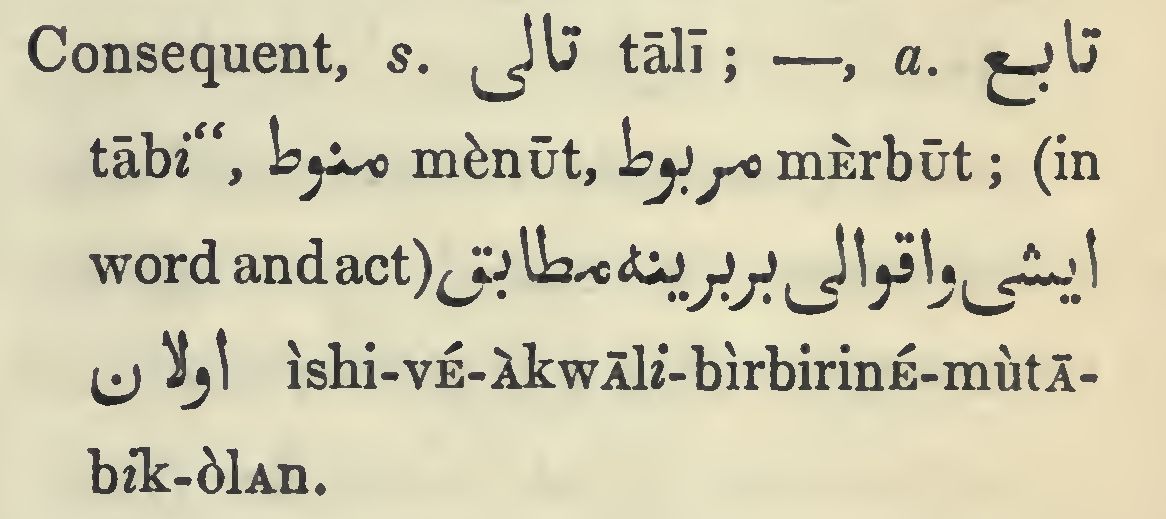 Consequent, s. تالی tālī; —, a. تابع
tābi“, منوط mènūt, مربوط mèrbūt; (in
word and act) ایشی واقوالی بربرینه مطابق
اولان ìshi-vÉ-Àkwāli-bìrbirinÉ-mùtĀ-
bik-òlAn.